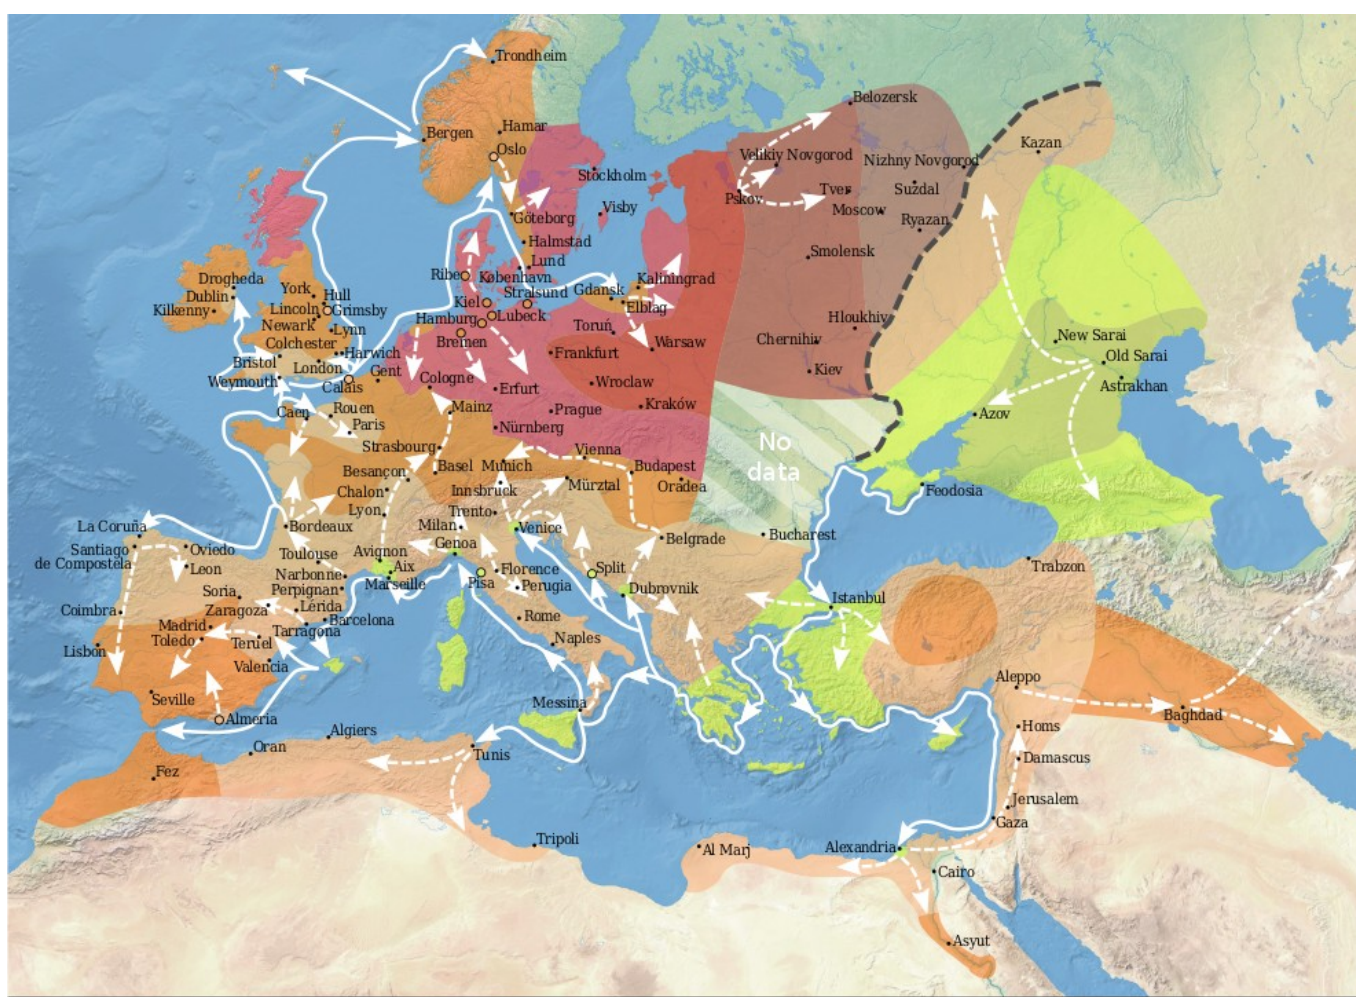 Trondheim
Bergen
Hamar
Oslo
Stockholm
Göteborg
Visby
Halmstad
Lund
Ribe
København
Kiel
Stralsund
Hamburg
Lubeck
Bremen
Gdansk
Kaliningrad
Elblag
Toruń
Warsaw
Frankfurt
Wroclaw
Kraków
Erfurt
Prague
Nürnberg
Belozersk
Velikiy Novgorod
Nizhny Novgorod
Pskov
Tver
Suzdal
Moscow
Ryazan
Smolensk
Hloukhiv
Chernihiv
Kiev
Kazan
New Sarai
Old Sarai
Astrakhan
Azov
Feodosia
No
data
Drogheda
Dublin
Kilkenny
York
Hull
Lincoln
Grimsby
Newark
Lynn
Colchester
Harwich
Bristol
London
Weymouth
Calais
Gent
Cologne
Caen
Rouen
Paris
Mainz
Strasbourg
Besançon
Basel
Munich
Vienna
Budapest
Chalon
Innsbruck
Mürztal
Oradea
Lyon
Trento
Milan
Venice
Bordeaux
Genoa
Belgrade
Bucharest
La Coruña
Santiago
de Compostela
Oviedo
Leon
Toulouse
Avignon
Aix
Narbonne
Marseille
Perpignan
Pisa
Florence
Perugia
Split
Dubrovnik
Soria
Zaragoza
Lérida
Coimbra
Barcelona
Madrid
Tarragona
Toledo
Teruel
Lisbon
Valencia
Seville
Almeria
Rome
Naples
Messina
Istanbul
Trabzon
Aleppo
Baghdad
Homs
Damascus
Jerusalem
Gaza
Fez
Oran
Algiers
Tunis
Tripoli
Al Marj
Alexandria
Cairo
Asyut